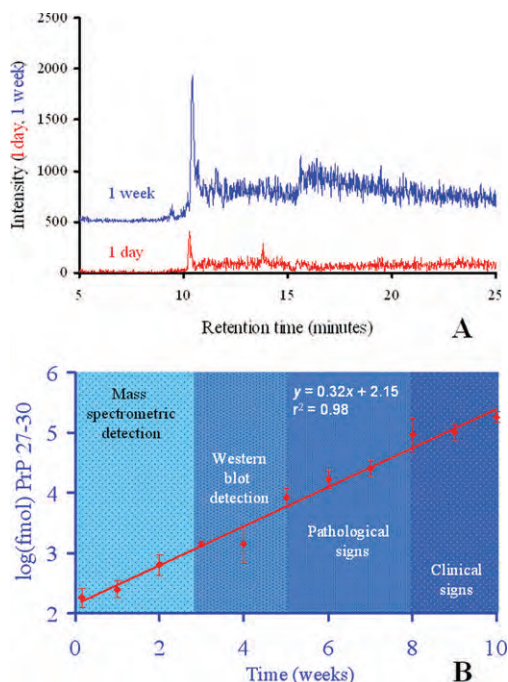 2500
2000
1500
1000
500
0
Intensity (1 day, 1 week)
1 week
1 day
5 10 15 20 25
Retention time (minutes)
A
6
5
4
3
2
log(fmol) PrP 27-30
Mass
spectrometric
detection
Western
blot
detection
y = 0.32x + 2.15
r² = 0.98
Pathological
signs
Clinical
signs
0 2 4 6 8 10
Time (weeks)
B